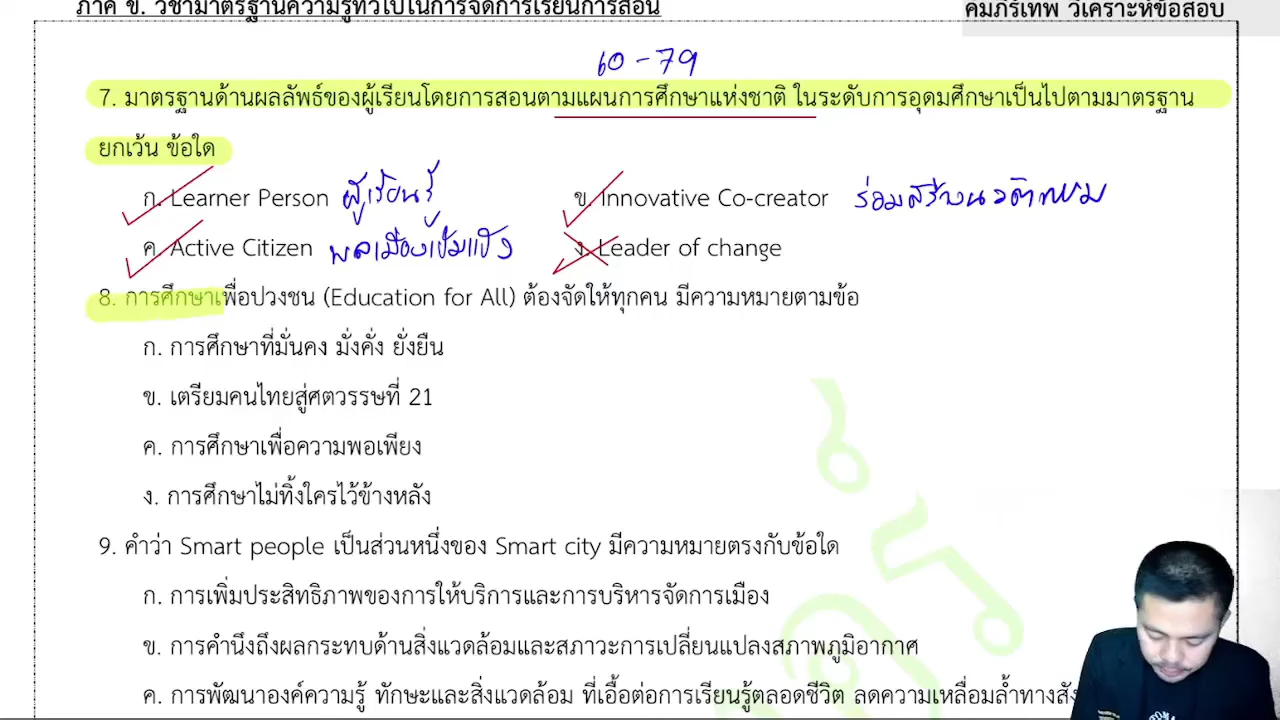 ภาค ข. วิชามาตรฐานความรู้ทั่วไปในการจัดการเรียนการสอน
คัมภีร์เทพ วิเคราะห์ข้อสอบ
60 - 79
7. มาตรฐานด้านผลลัพธ์ของผู้เรียนโดยการสอนตามแผนการศึกษาแห่งชาติ ในระดับการอุดมศึกษาเป็นไปตามมาตรฐาน
ยกเว้น ข้อใด
ก. Learner Person ผู้เรียนรู้
ข. Innovative Co-creator ร่วมสร้างนวัตกรรม
ค. Active Citizen พลเมืองเข้มแข็ง
ง. Leader of change
8. การศึกษาเพื่อปวงชน (Education for All) ต้องจัดให้ทุกคน มีความหมายตามข้อ
ก. การศึกษาที่มั่นคง มั่งคั่ง ยั่งยืน
ข. เตรียมคนไทยสู่ศตวรรษที่ 21
ค. การศึกษาเพื่อความพอเพียง
ง. การศึกษาไม่ทิ้งใครไว้ข้างหลัง
9. คำว่า Smart people เป็นส่วนหนึ่งของ Smart city มีความหมายตรงกับข้อใด
ก. การเพิ่มประสิทธิภาพของการให้บริการและการบริหารจัดการเมือง
ข. การคำนึงถึงผลกระทบด้านสิ่งแวดล้อมและสภาวะการเปลี่ยนแปลงสภาพภูมิอากาศ
ค. การพัฒนาองค์ความรู้ ทักษะและสิ่งแวดล้อม ที่เอื้อต่อการเรียนรู้ตลอดชีวิต ลดความเหลื่อมล้ำทางสัง